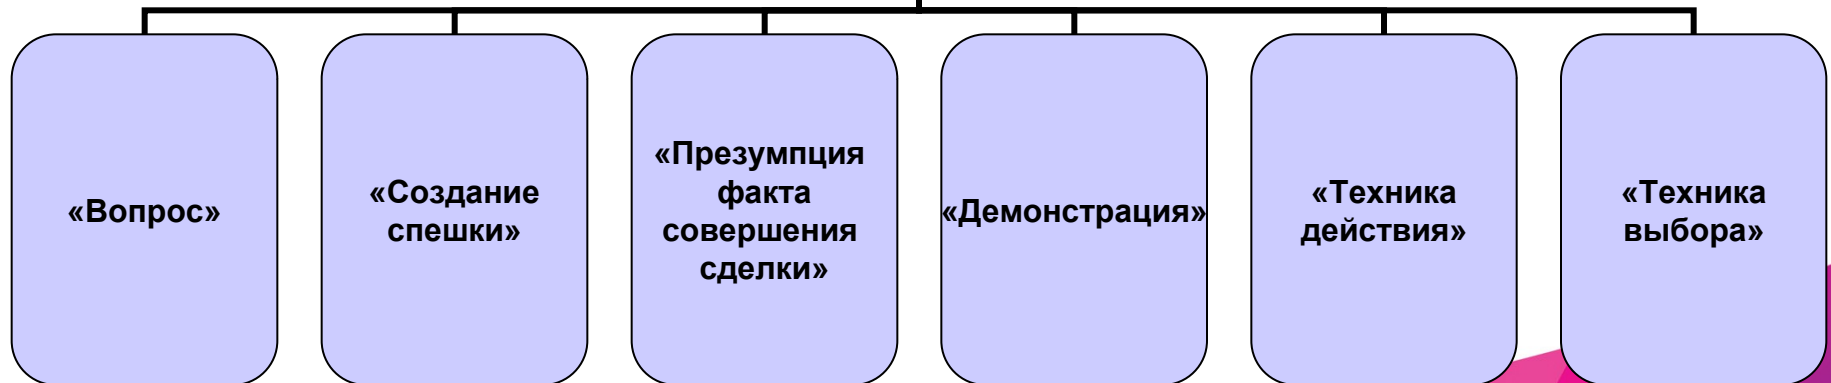 «Вопрос»
«Создание
спешки»
«Презумпция
факта
совершения
сделки»
«Демонстрация»
«Техника
действия»
«Техника
выбора»